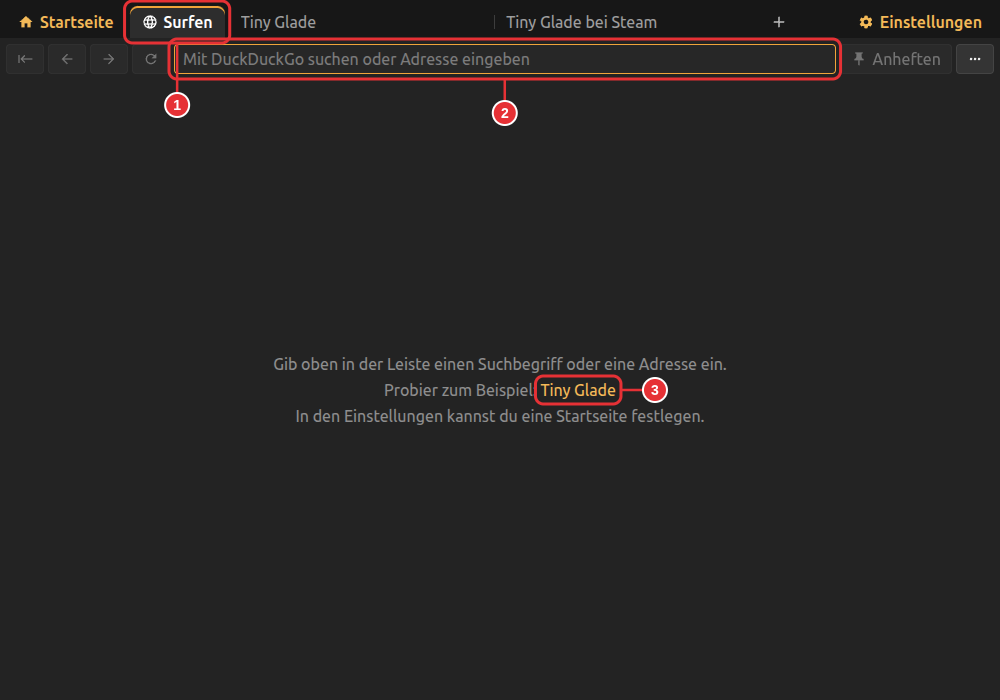 Startseite Surfen Tiny Glade Tiny Glade bei Steam + Einstellungen
Mit DuckDuckGo suchen oder Adresse eingeben Anheften ...
1 2
Gib oben in der Leiste einen Suchbegriff oder eine Adresse ein.
Probier zum Beispiel: Tiny Glade 3
In den Einstellungen kannst du eine Startseite festlegen.